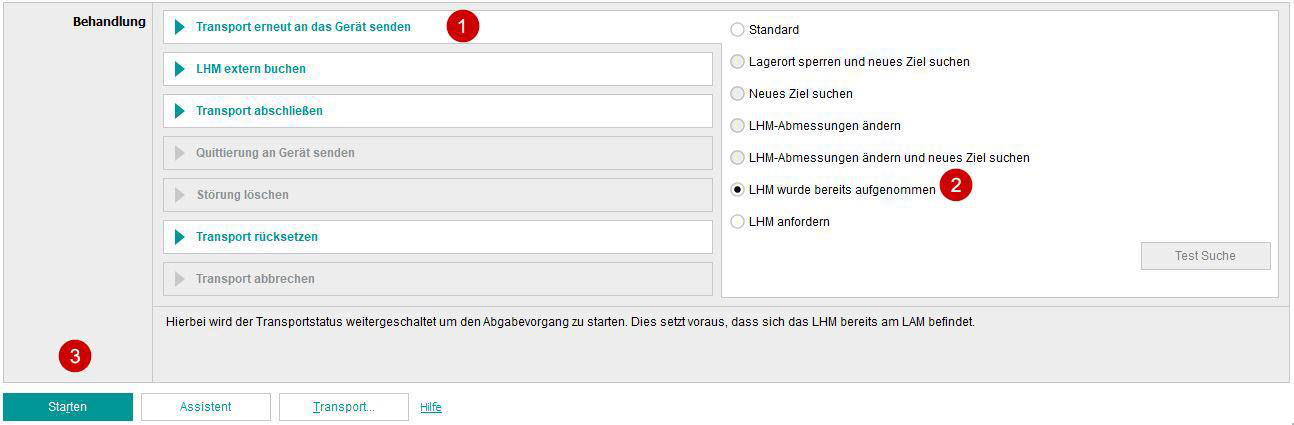 Behandlung
Transport erneut an das Gerät senden
1
LHM extern buchen
Transport abschließen
Quittierung an Gerät senden
Störung löschen
Transport rücksetzen
Transport abbrechen
Standard
Lagerort sperren und neues Ziel suchen
Neues Ziel suchen
LHM-Abmessungen ändern
LHM-Abmessungen ändern und neues Ziel suchen
LHM wurde bereits aufgenommen
2
LHM anfordern
Test Suche
Hierbei wird der Transportstatus weitergeschaltet um den Abgabevorgang zu starten. Dies setzt voraus, dass sich das LHM bereits am LAM befindet.
3
Starten
Assistent
Transport...
Hilfe